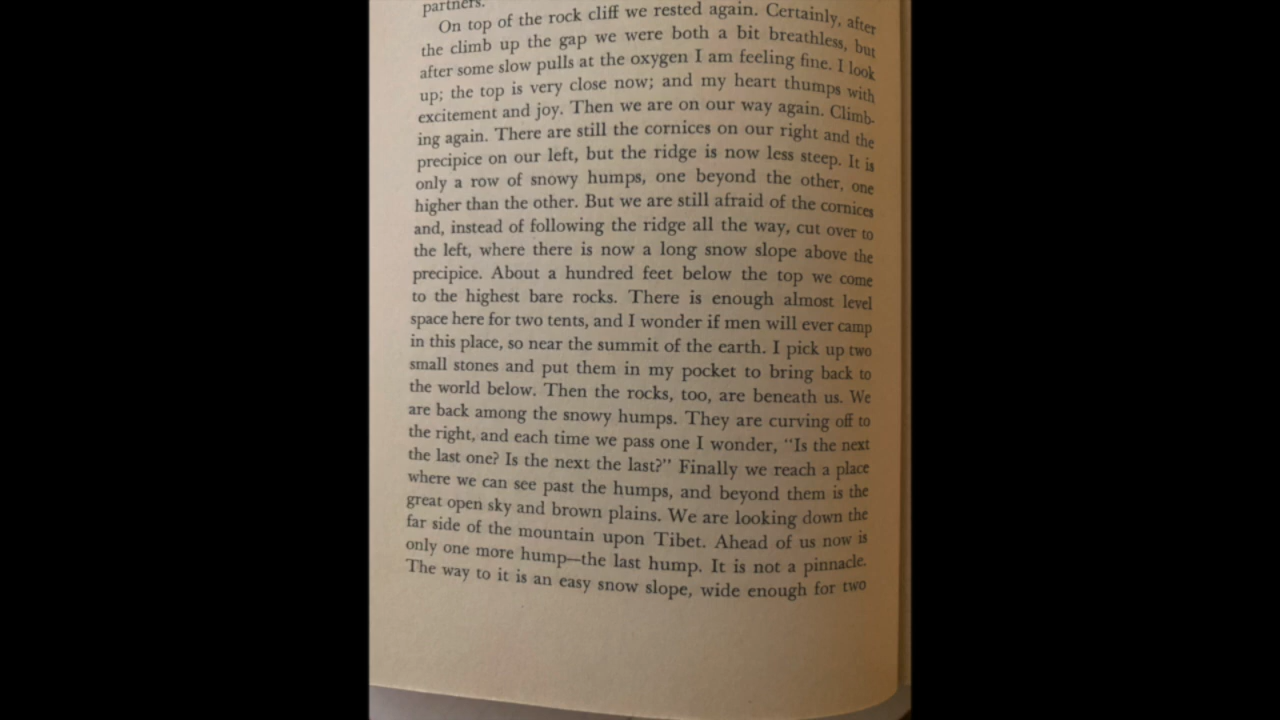 partners.
On top of the rock cliff we rested again. Certainly, after
the climb up the gap we were both a bit breathless, but
after some slow pulls at the oxygen I am feeling fine. I look
up; the top is very close now; and my heart thumps with
excitement and joy. Then we are on our way again. Climb-
ing again. There are still the cornices on our right and the
precipice on our left, but the ridge is now less steep. It is
only a row of snowy humps, one beyond the other, one
higher than the other. But we are still afraid of the cornices
and, instead of following the ridge all the way, cut over to
the left, where there is now a long snow slope above the
precipice. About a hundred feet below the top we come
to the highest bare rocks. There is enough almost level
space here for two tents, and I wonder if men will ever camp
in this place, so near the summit of the earth. I pick up two
small stones and put them in my pocket to bring back to
the world below. Then the rocks, too, are beneath us. We
are back among the snowy humps. They are curving off to
the right, and each time we pass one I wonder, "Is the next
the last one? Is the next the last?" Finally we reach a place
where we can see past the humps, and beyond them is the
great open sky and brown plains. We are looking down the
far side of the mountain upon Tibet. Ahead of us now is
only one more hump—the last hump. It is not a pinnacle.
The way to it is an easy snow slope, wide enough for two